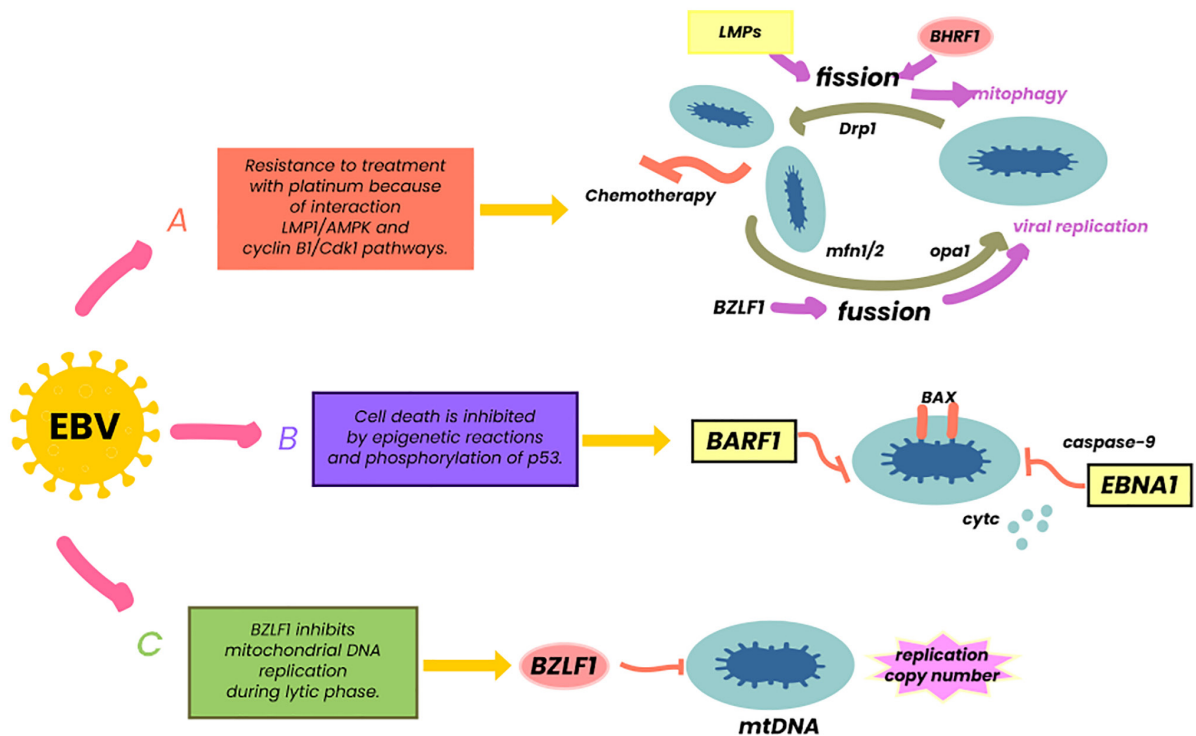 LMPs
BHRF1
fission
mitophagy
Drp1
A
Resistance to treatment
with platinum because
of interaction
LMP1/AMPK and
cyclin B1/Cdk1 pathways.
Chemotherapy
viral replication
mfn1/2
opa1
BZLF1
fussion
EBV
B
Cell death is inhibited
by epigenetic reactions
and phosphorylation of p53.
BARF1
BAX
caspase-9
EBNA1
cytc
C
BZLF1 inhibits
mitochondrial DNA
replication
during lytic phase.
BZLF1
mtDNA
replication
copy number